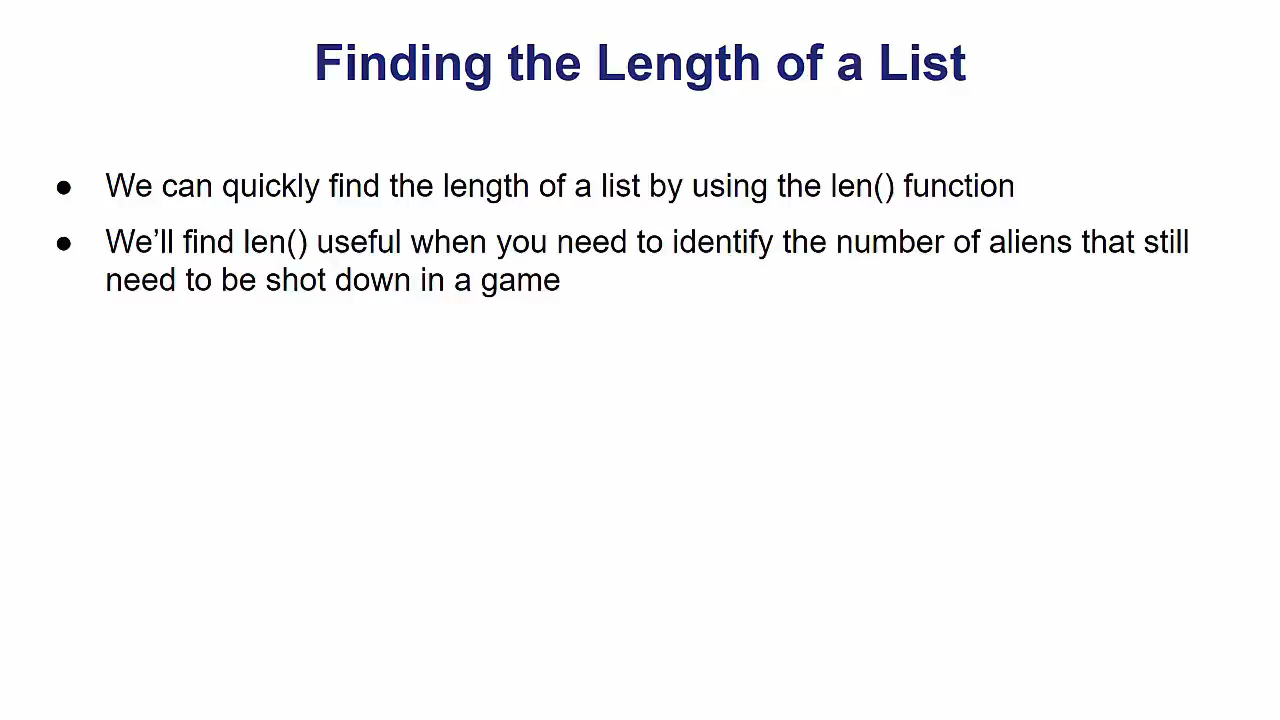 Finding the Length of a List
● We can quickly find the length of a list by using the len() function
● We’ll find len() useful when you need to identify the number of aliens that still
need to be shot down in a game